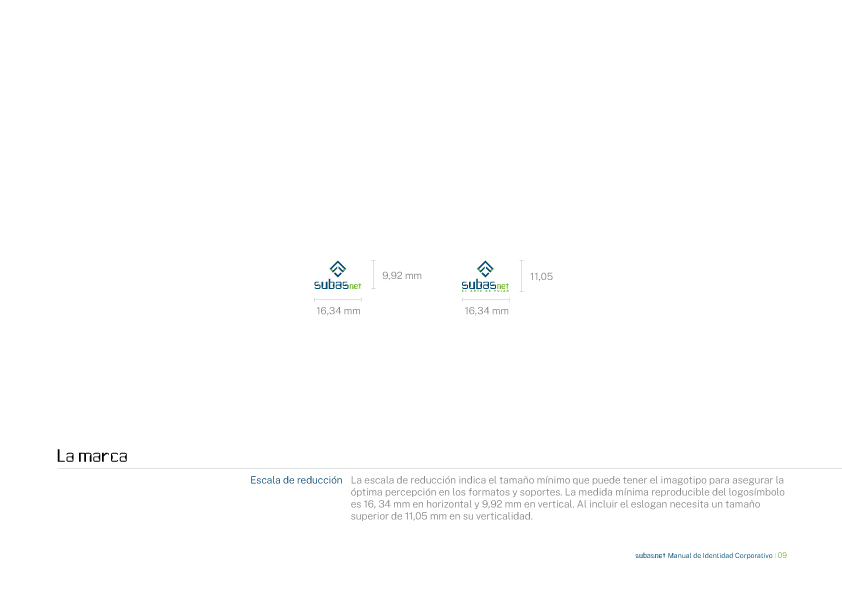 subasnet
9,92 mm
16,34 mm
subasnet
11,05
16,34 mm
La marca
Escala de reducción
La escala de reducción indica el tamaño mínimo que puede tener el imagotipo para asegurar la
óptima percepción en los formatos y soportes. La medida mínima reproducible del logosímbolo
es 16, 34 mm en horizontal y 9,92 mm en vertical. Al incluir el eslogan necesita un tamaño
superior de 11,05 mm en su verticalidad.
subasnet Manual de Identidad Corporativo | 09